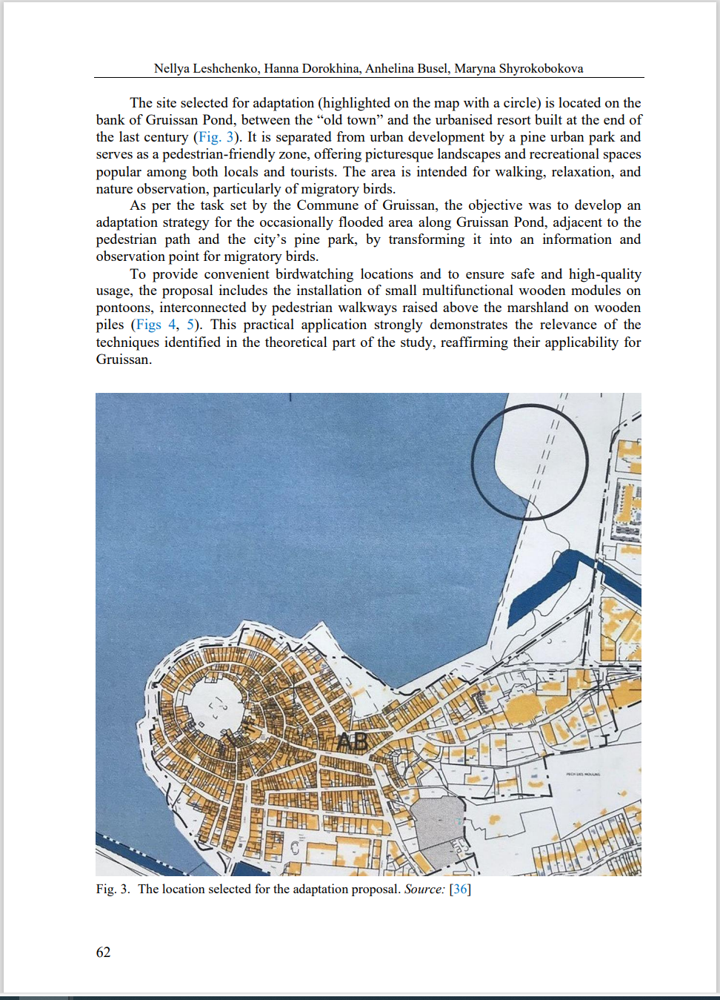 Nellya Leshchenko, Hanna Dorokhina, Anhelina Busel, Maryna Shyrokobokova
The site selected for adaptation (highlighted on the map with a circle) is located on the
bank of Gruissan Pond, between the “old town” and the urbanised resort built at the end of
the last century (Fig. 3). It is separated from urban development by a pine urban park and
serves as a pedestrian-friendly zone, offering picturesque landscapes and recreational spaces
popular among both locals and tourists. The area is intended for walking, relaxation, and
nature observation, particularly of migratory birds.
As per the task set by the Commune of Gruissan, the objective was to develop an
adaptation strategy for the occasionally flooded area along Gruissan Pond, adjacent to the
pedestrian path and the city’s pine park, by transforming it into an information and
observation point for migratory birds.
To provide convenient birdwatching locations and to ensure safe and high-quality
usage, the proposal includes the installation of small multifunctional wooden modules on
pontoons, interconnected by pedestrian walkways raised above the marshland on wooden
piles (Figs 4, 5). This practical application strongly demonstrates the relevance of the
techniques identified in the theoretical part of the study, reaffirming their applicability for
Gruissan.
AB
PECH DES MOULINS
Fig. 3. The location selected for the adaptation proposal. Source: [36]
62